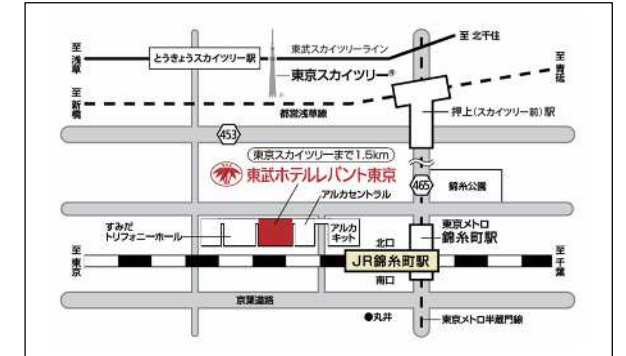 至 北千住
至 浅草
とうきょうスカイツリー駅
東武スカイツリーライン
東京スカイツリー®
至 青砥
至 新橋
都営浅草線
押上(スカイツリー前)駅
453
東京スカイツリーまで1.5km
東武ホテルレバント東京
465
錦糸公園
アルカセントラル
すみだ
トリフォニーホール
アルカ
キット
東京メトロ
錦糸町駅
北口
至 東京
JR錦糸町駅
至 千葉
南口
京葉道路
●丸井
東京メトロ半蔵門線